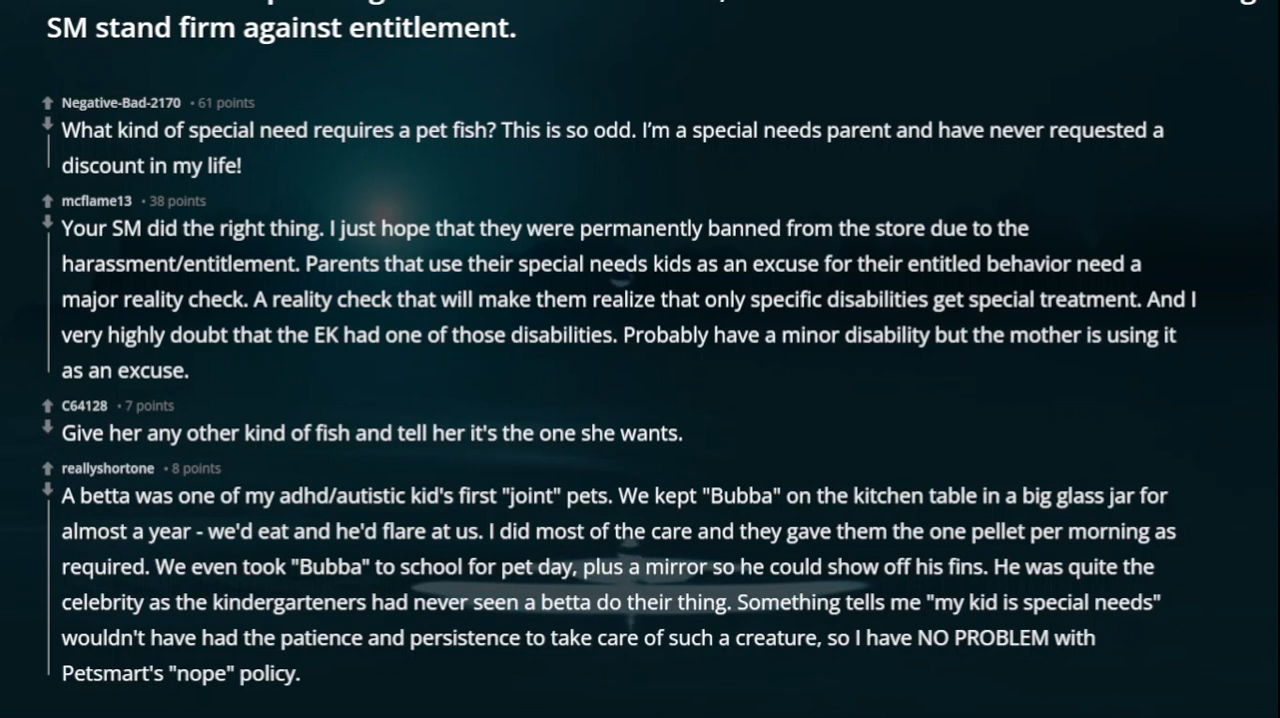 SM stand firm against entitlement.
Negative-Bad-2170 • 61 points
What kind of special need requires a pet fish? This is so odd. I'm a special needs parent and have never requested a
discount in my life!
mcflame13 • 38 points
Your SM did the right thing. I just hope that they were permanently banned from the store due to the
harassment/entitlement. Parents that use their special needs kids as an excuse for their entitled behavior need a
major reality check. A reality check that will make them realize that only specific disabilities get special treatment. And I
very highly doubt that the EK had one of those disabilities. Probably have a minor disability but the mother is using it
as an excuse.
C64128 • 7 points
Give her any other kind of fish and tell her it's the one she wants.
reallyshortone • 8 points
A betta was one of my adhd/autistic kid's first "joint" pets. We kept "Bubba" on the kitchen table in a big glass jar for
almost a year - we'd eat and he'd flare at us. I did most of the care and they gave them the one pellet per morning as
required. We even took "Bubba" to school for pet day, plus a mirror so he could show off his fins. He was quite the
celebrity as the kindergarteners had never seen a betta do their thing. Something tells me "my kid is special needs"
wouldn't have had the patience and persistence to take care of such a creature, so I have NO PROBLEM with
Petsmart's "nope" policy.